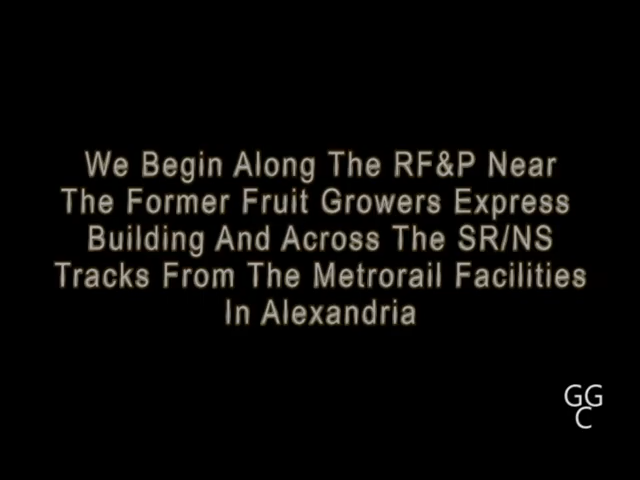 We Begin Along The RF&P Near
The Former Fruit Growers Express
Building And Across The SR/NS
Tracks From The Metrorail Facilities
In Alexandria
GG
C